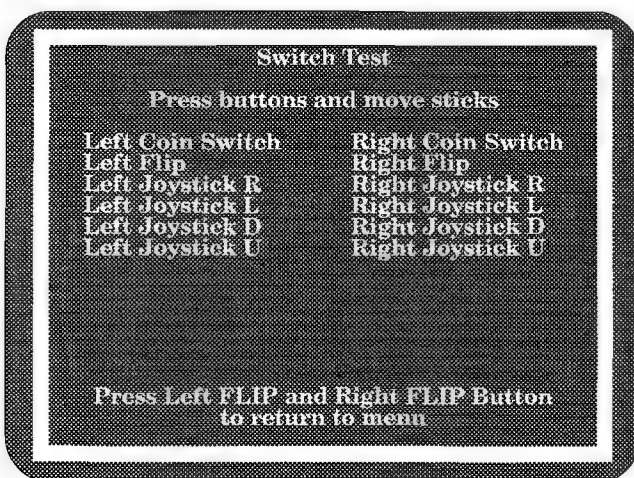 Switch Test
Press buttons and move sticks
Left Coin Switch Right Coin Switch
Left Flip Right Flip
Left Joystick R Right Joystick R
Left Joystick L Right Joystick L
Left Joystick D Right Joystick D
Left Joystick U Right Joystick U
Press Left FLIP and Right FLIP Button
to return to menu